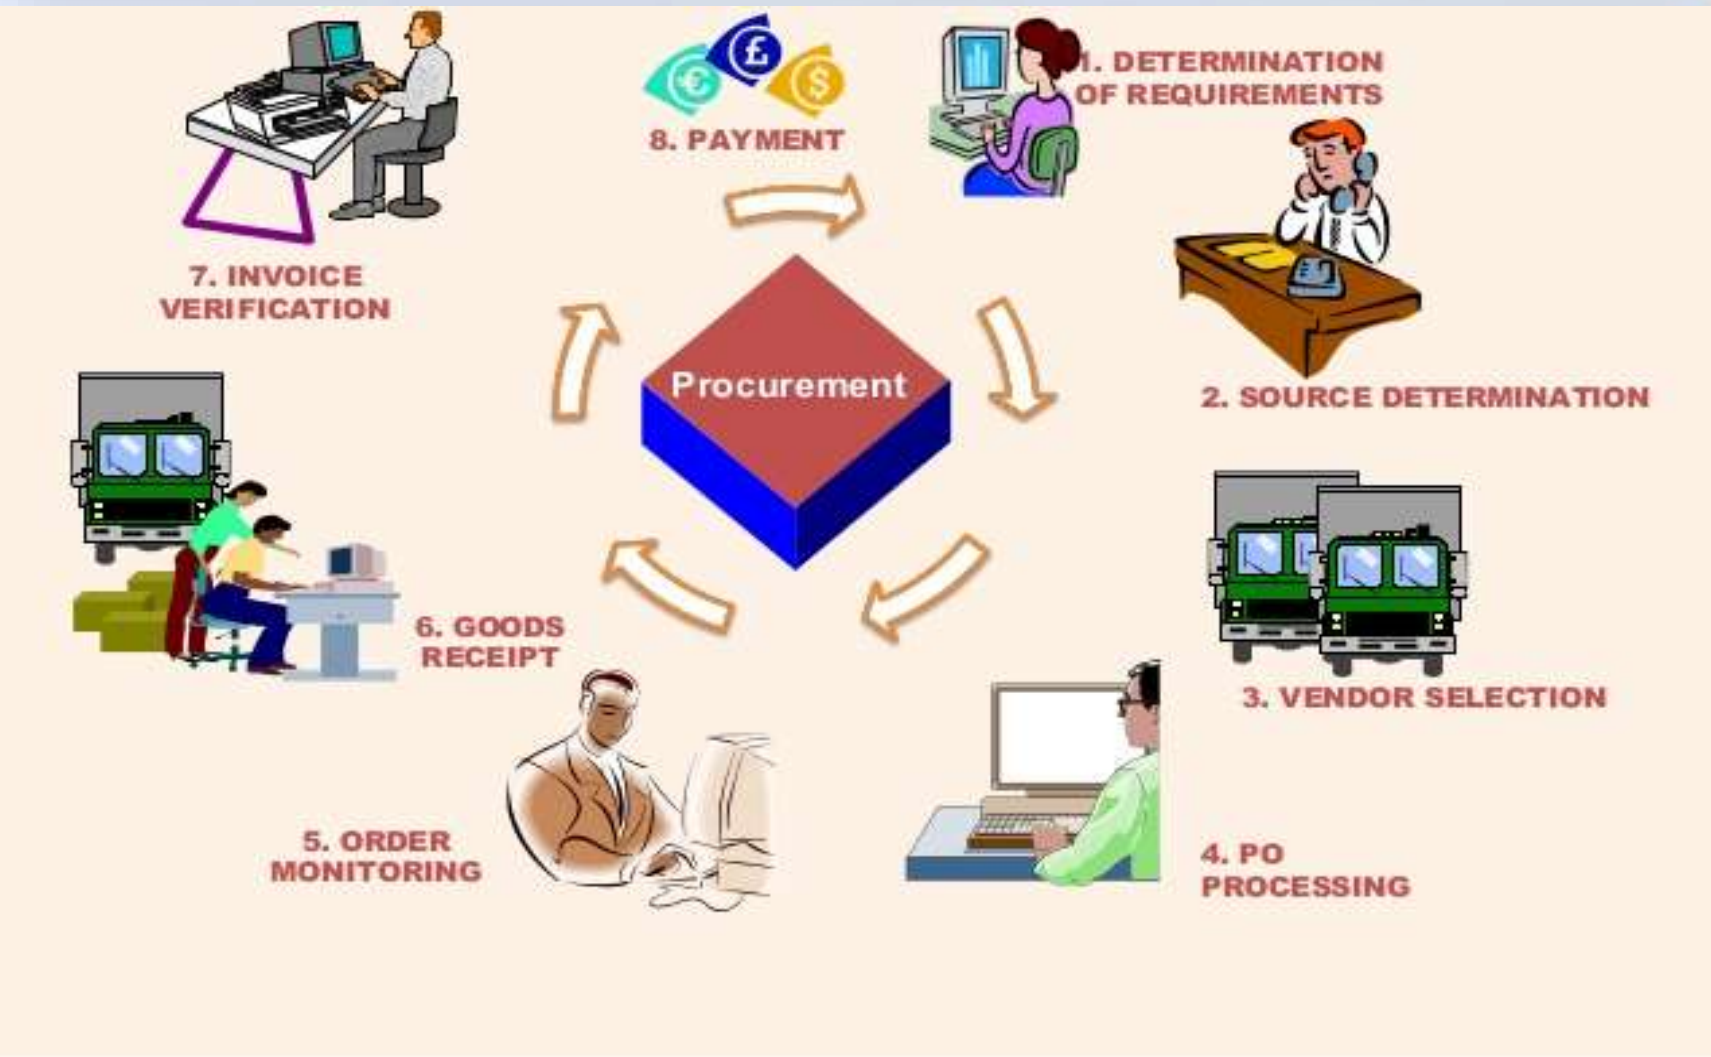 8. PAYMENT
1. DETERMINATION
OF REQUIREMENTS
2. SOURCE DETERMINATION
3. VENDOR SELECTION
4. PO
PROCESSING
5. ORDER
MONITORING
6. GOODS
RECEIPT
7. INVOICE
VERIFICATION
Procurement
€
£
$